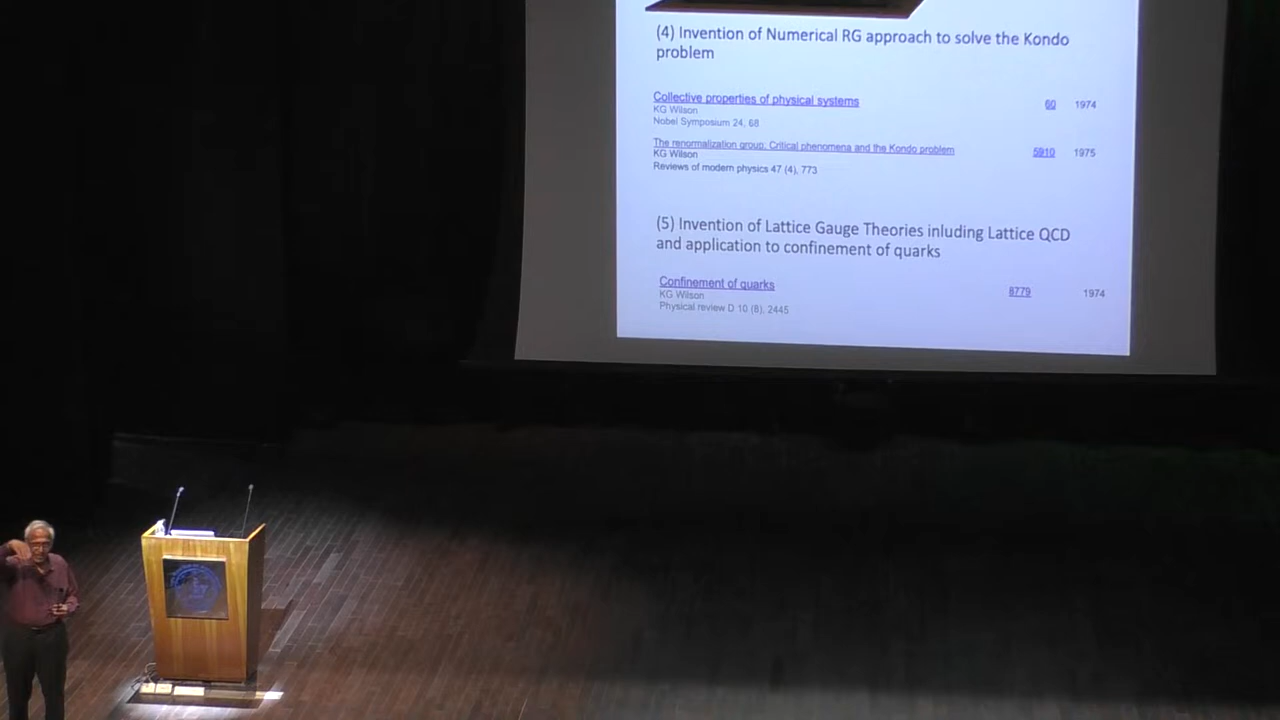 (4) Invention of Numerical RG approach to solve the Kondo
problem
Collective properties of physical systems 60 1974
KG Wilson
Nobel Symposium 24, 68
The renormalization group: Critical phenomena and the Kondo problem 5910 1975
KG Wilson
Reviews of modern physics 47 (4), 773
(5) Invention of Lattice Gauge Theories inluding Lattice QCD
and application to confinement of quarks
Confinement of quarks 8779 1974
KG Wilson
Physical review D 10 (8), 2445